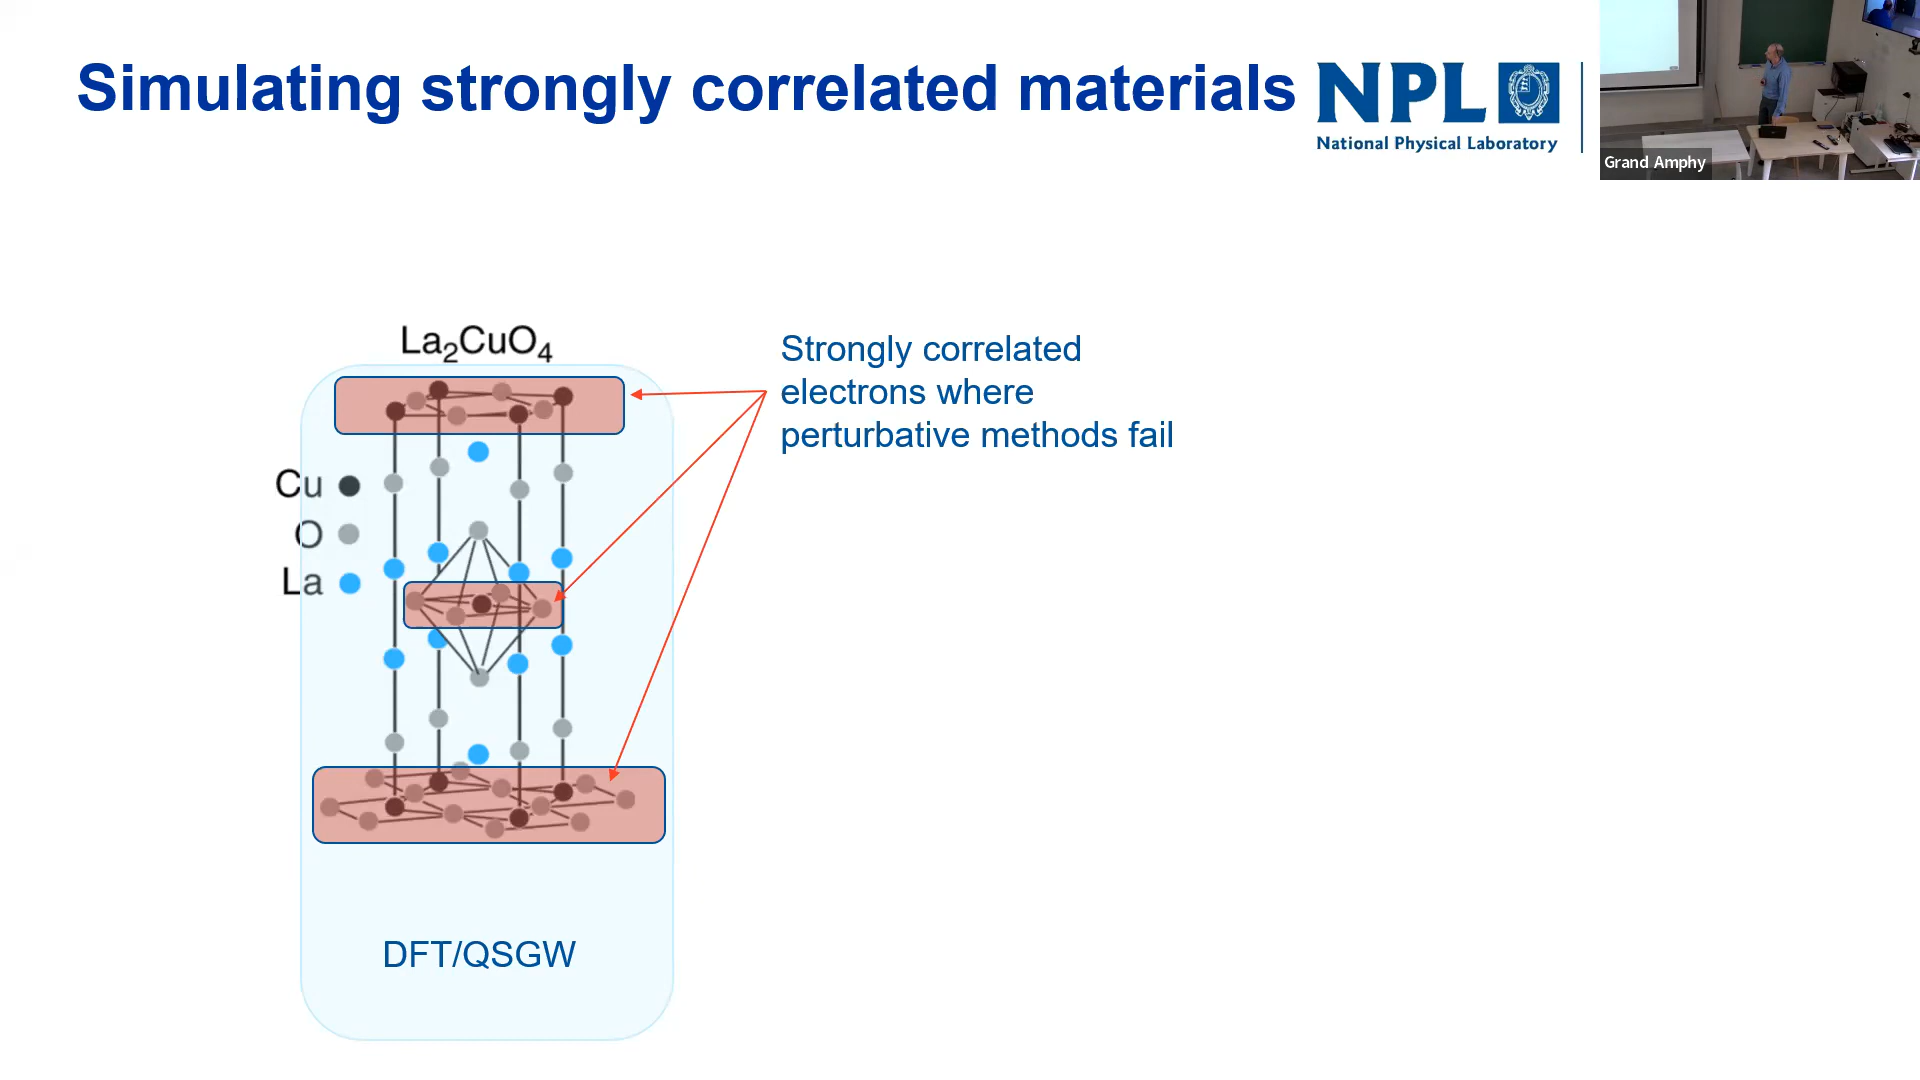 Simulating strongly correlated materials
NPL
National Physical Laboratory
Grand Amphy
La₂CuO₄
Strongly correlated
electrons where
perturbative methods fail
Cu
O
La
DFT/QSGW